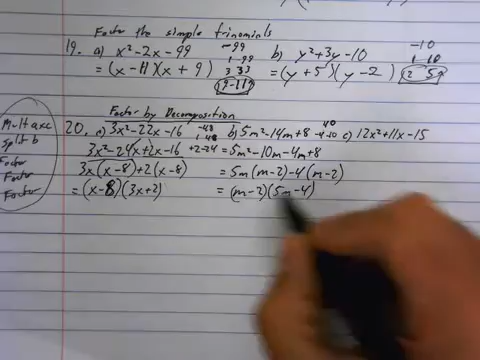 Factor the simple trinomials
19. a) x² - 2x - 99 -99 b) y² + 3y - 10 -10
1 99 1 10
= (x - 11)(x + 9) 3 33 = (y + 5)(y - 2) 2 5
9 -11
Factor by Decomposition
Mult axc
split b
Factor
Factor
Factor
20. a) 3x² - 22x - 16 -48 b) 5m² - 14m + 8 40 -4 -10 c) 12x² + 11x - 15
1 48
3x² - 24x + 2x - 16 +2 -24 = 5m² - 10m - 4m + 8
3x(x - 8) + 2(x - 8) = 5m(m - 2) - 4(m - 2)
= (x - 8)(3x + 2) = (m - 2)(5m - 4)